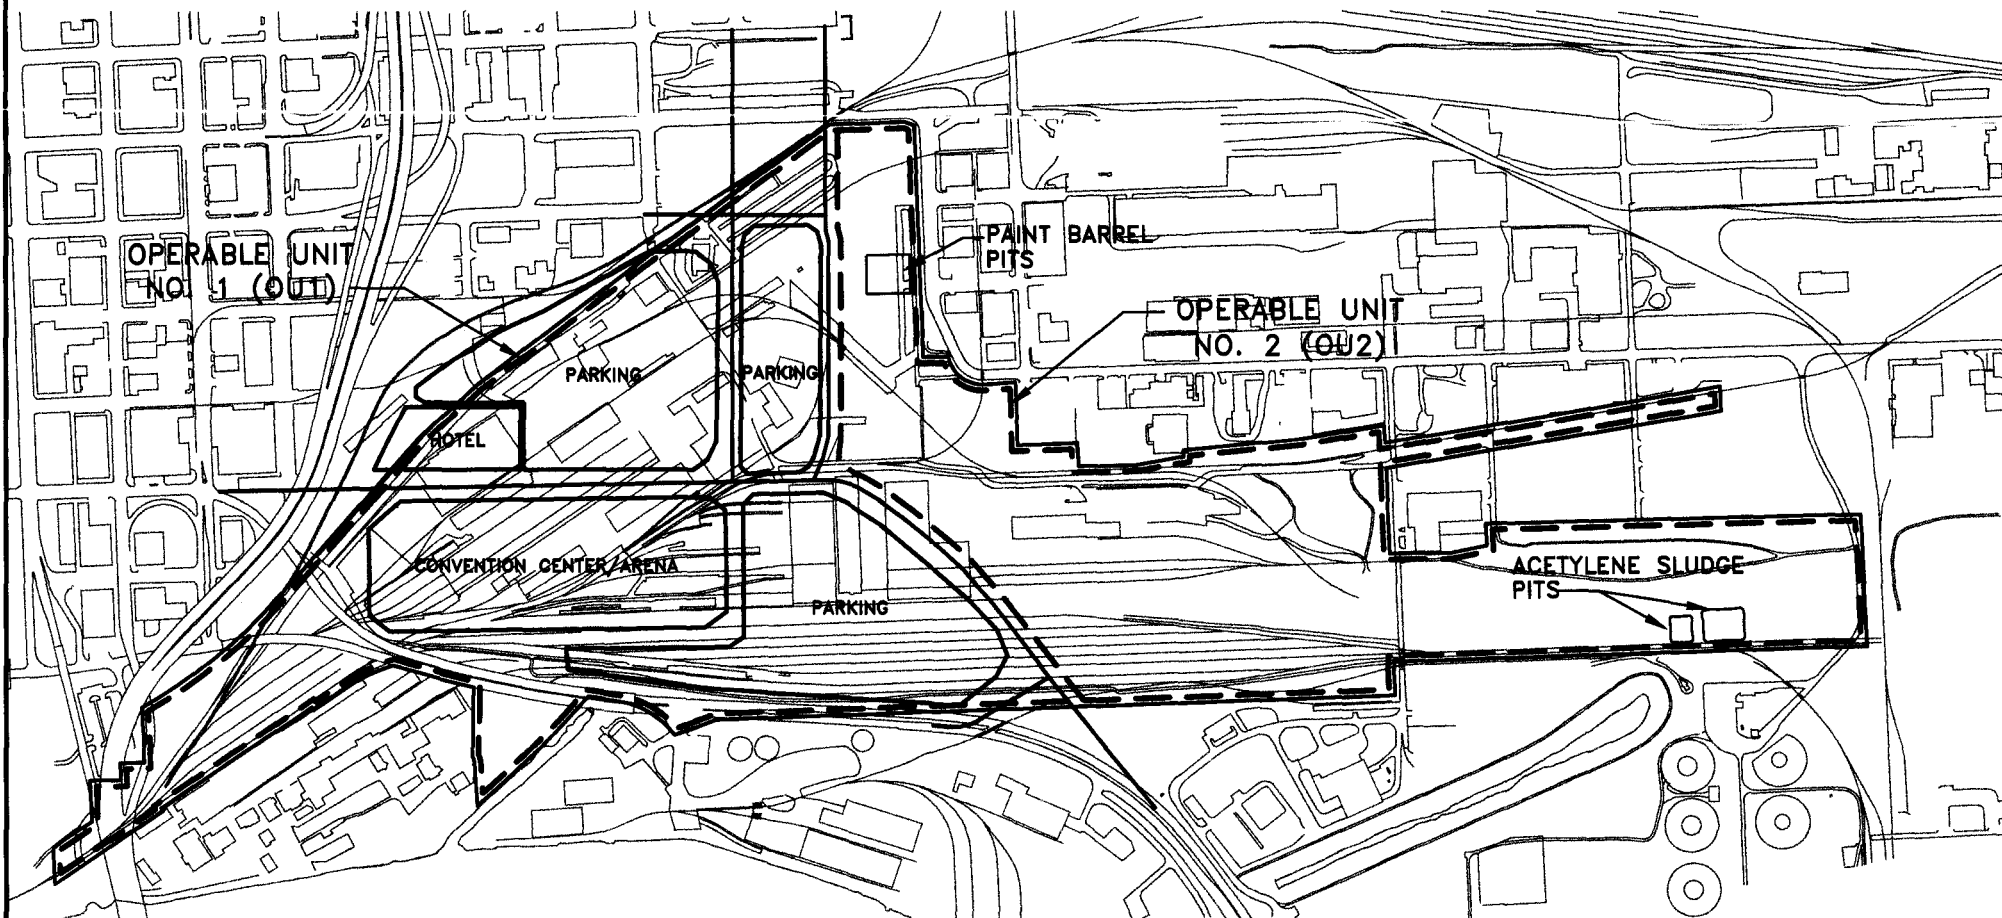 OPERABLE UNIT
NO. 1 (OU1)
PAINT BARREL
PITS
OPERABLE UNIT
NO. 2 (OU2)
PARKING
PARKING
HOTEL
CONVENTION CENTER/ARENA
PARKING
ACETYLENE SLUDGE
PITS